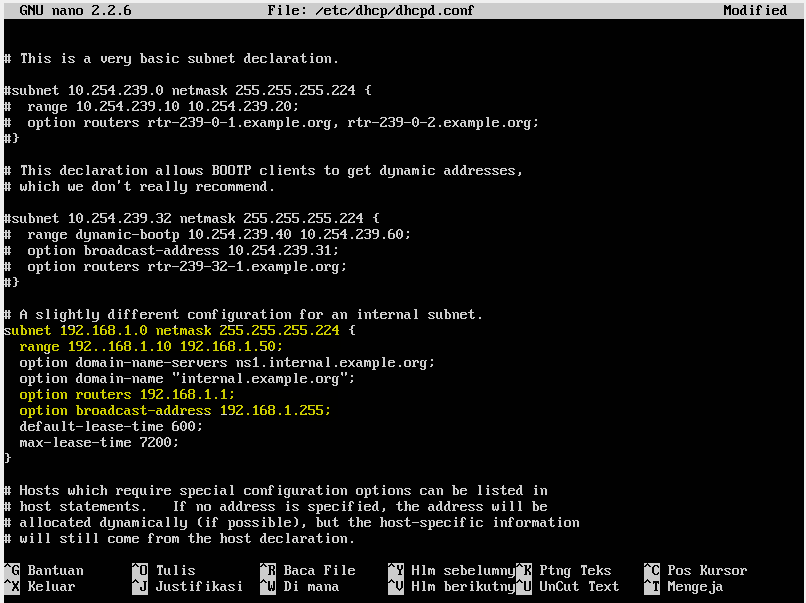 GNU nano 2.2.6 File: /etc/dhcp/dhcpd.conf Modified
# This is a very basic subnet declaration.
#subnet 10.254.239.0 netmask 255.255.255.224 {
#  range 10.254.239.10 10.254.239.20;
#  option routers rtr-239-0-1.example.org, rtr-239-0-2.example.org;
#}
# This declaration allows BOOTP clients to get dynamic addresses,
# which we don't really recommend.
#subnet 10.254.239.32 netmask 255.255.255.224 {
#  range dynamic-bootp 10.254.239.40 10.254.239.60;
#  option broadcast-address 10.254.239.31;
#  option routers rtr-239-32-1.example.org;
#}
# A slightly different configuration for an internal subnet.
subnet 192.168.1.0 netmask 255.255.255.224 {
  range 192..168.1.10 192.168.1.50;
  option domain-name-servers ns1.internal.example.org;
  option domain-name "internal.example.org";
  option routers 192.168.1.1;
  option broadcast-address 192.168.1.255;
  default-lease-time 600;
  max-lease-time 7200;
}
# Hosts which require special configuration options can be listed in
# host statements.   If no address is specified, the address will be
# allocated dynamically (if possible), but the host-specific information
# will still come from the host declaration.
^G Bantuan ^O Tulis ^R Baca File ^Y Hlm sebelumny ^K Ptng Teks ^C Pos Kursor
^X Keluar ^J Justifikasi ^W Di mana ^V Hlm berikutny ^U UnCut Text ^T Mengeja